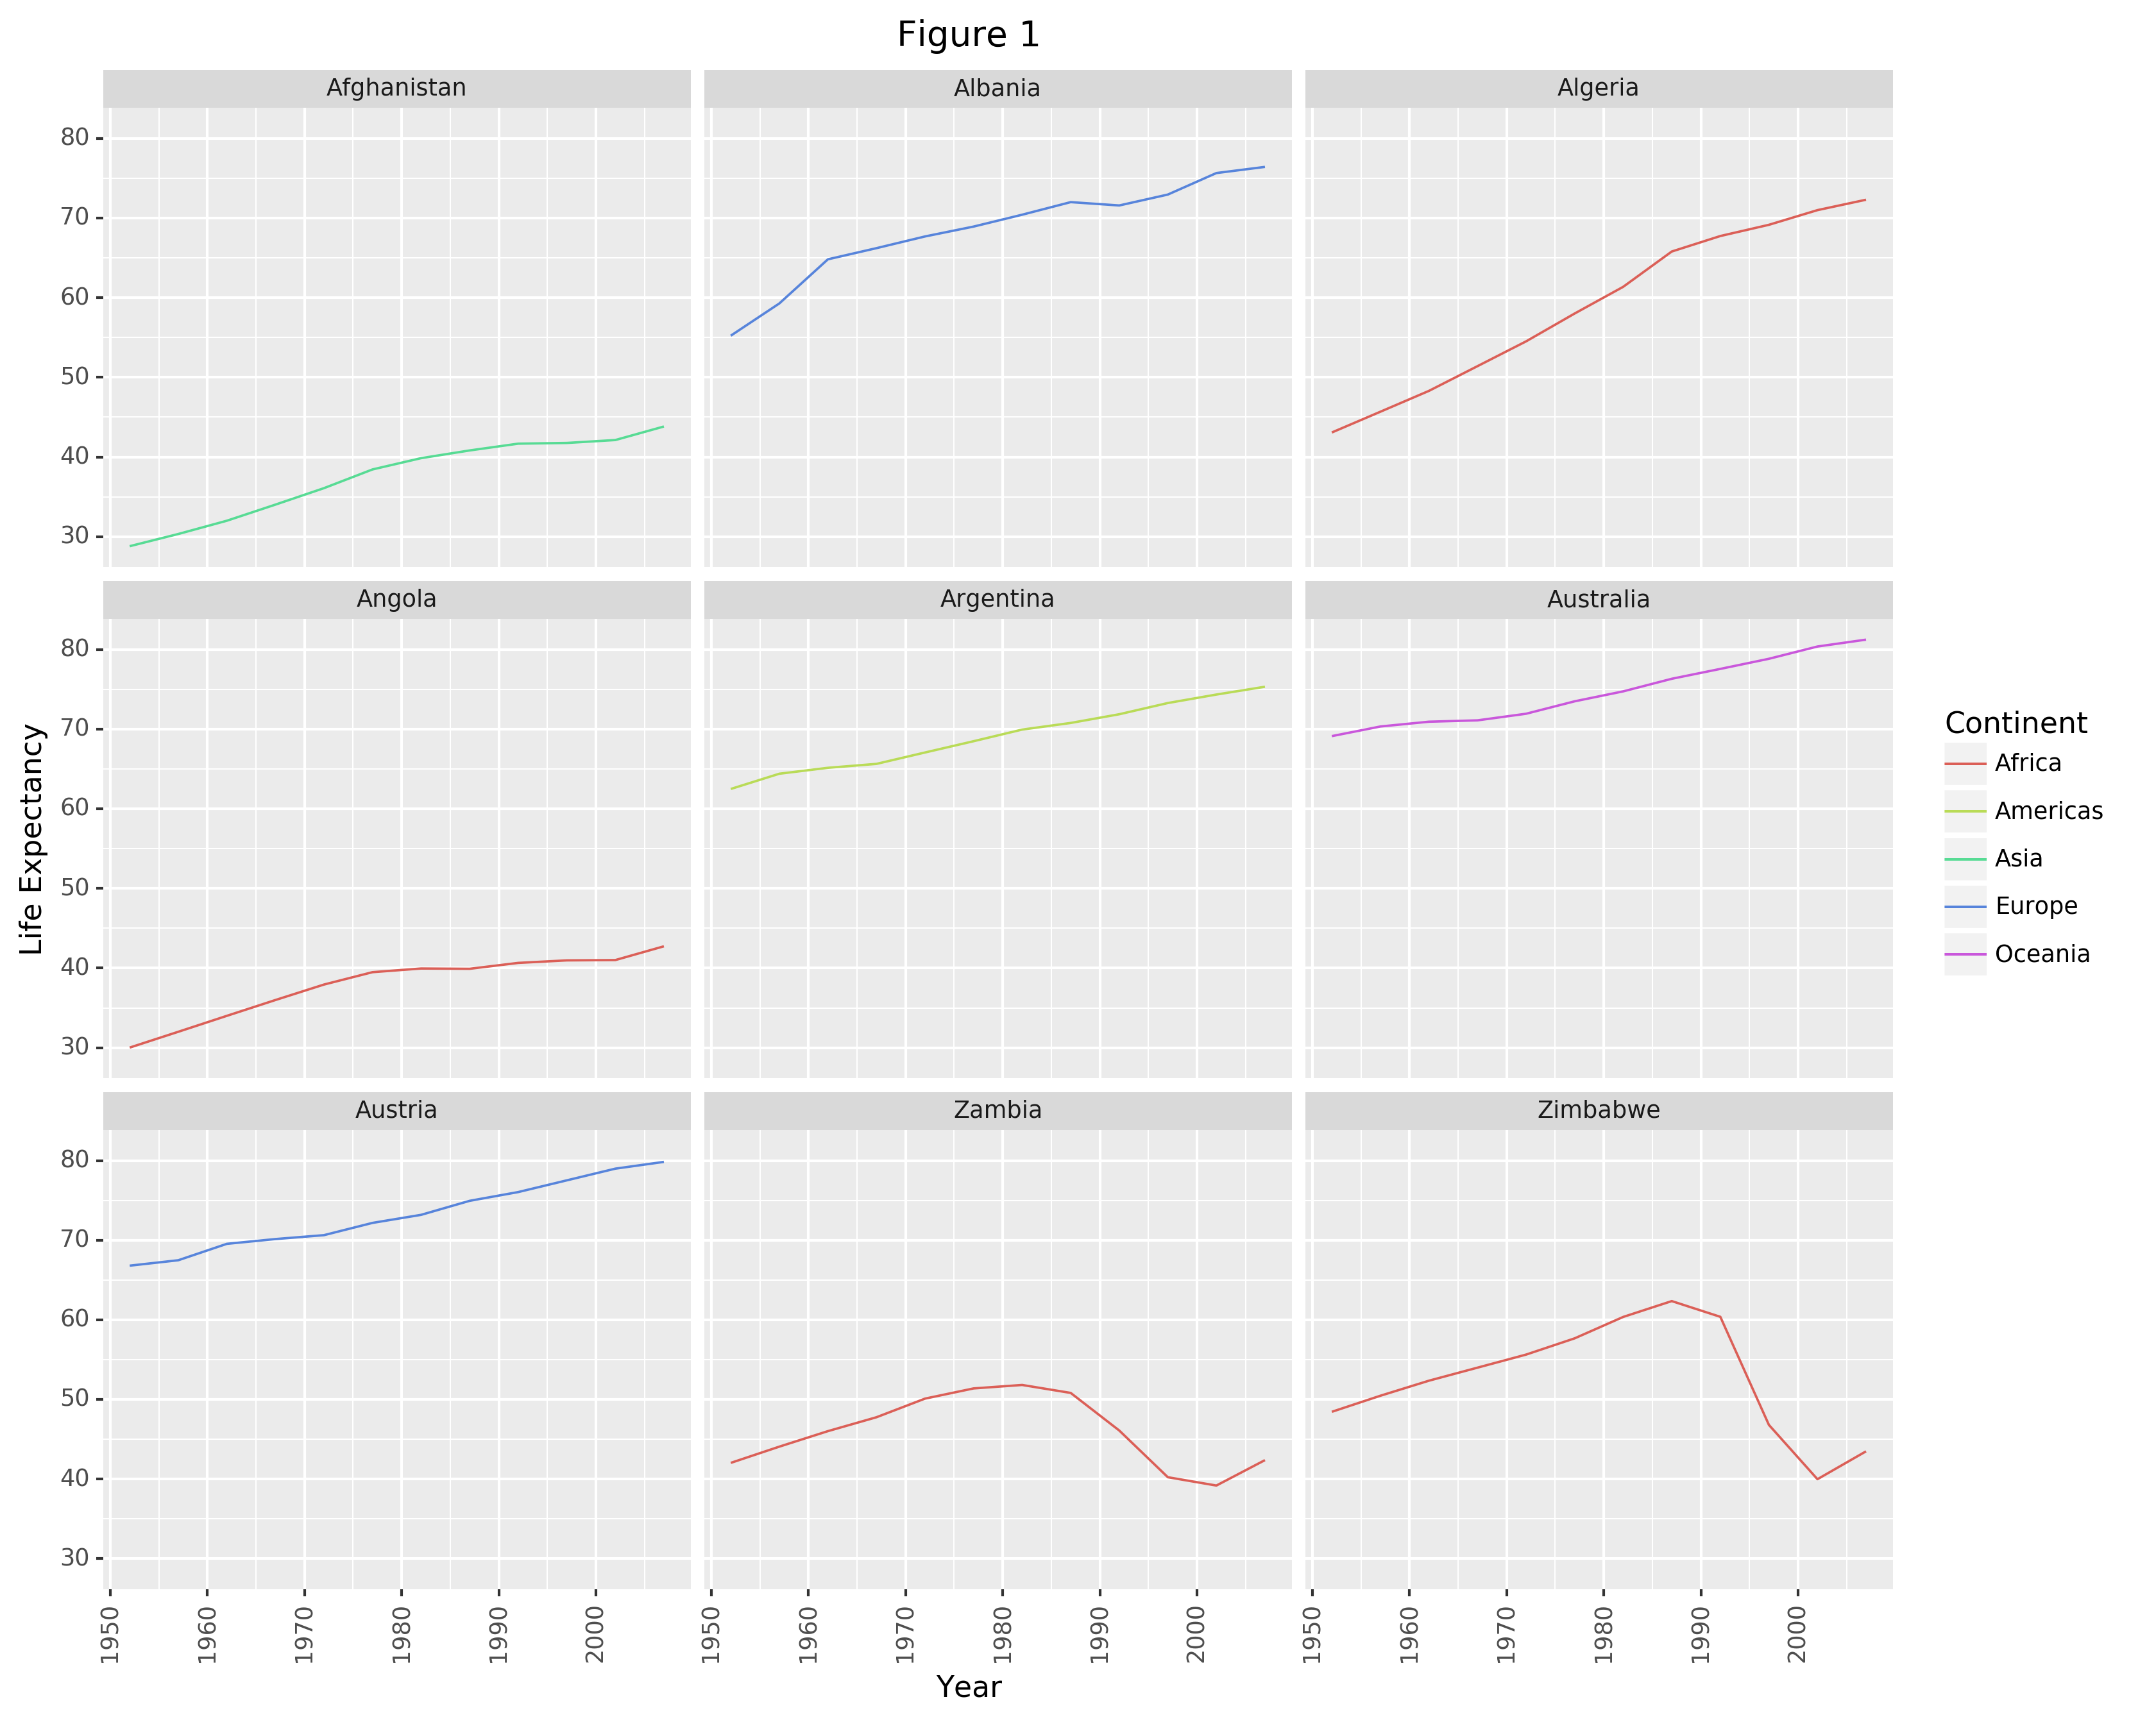 Figure 1
Afghanistan
Albania
Algeria
80
70
60
50
40
30
Angola
Argentina
Australia
80
70
60
50
40
30
Austria
Zambia
Zimbabwe
80
70
60
50
40
30
1950
1960
1970
1980
1990
2000
1950
1960
1970
1980
1990
2000
1950
1960
1970
1980
1990
2000
Year
Life Expectancy
Continent
Africa
Americas
Asia
Europe
Oceania